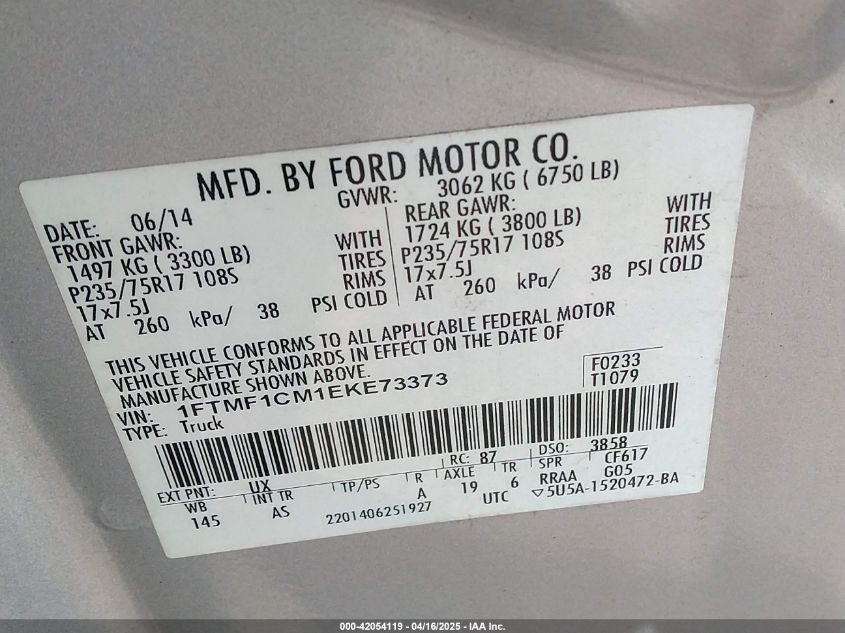 MFD. BY FORD MOTOR CO.
DATE: 06/14 GVWR: 3062 KG ( 6750 LB)
FRONT GAWR: REAR GAWR:
1497 KG ( 3300 LB) WITH 1724 KG ( 3800 LB) WITH
P235/75R17 108S TIRES P235/75R17 108S TIRES
17x7.5J RIMS 17x7.5J RIMS
AT 260 kPa/ 38 PSI COLD AT 260 kPa/ 38 PSI COLD
THIS VEHICLE CONFORMS TO ALL APPLICABLE FEDERAL MOTOR
VEHICLE SAFETY STANDARDS IN EFFECT ON THE DATE OF
MANUFACTURE SHOWN ABOVE.
VIN: 1FTMF1CM1EKE73373
TYPE: Truck
F0233
T1079
EXT PNT: UX RC: 87 DSO: 3858
WB INT TR TP/PS R AXLE TR SPR CF617
145 AS A 19 6 RRAA G05
2201406251927 UTC ▽5U5A-1520472-BA
000-42054119 - 04/16/2025 - IAA Inc.